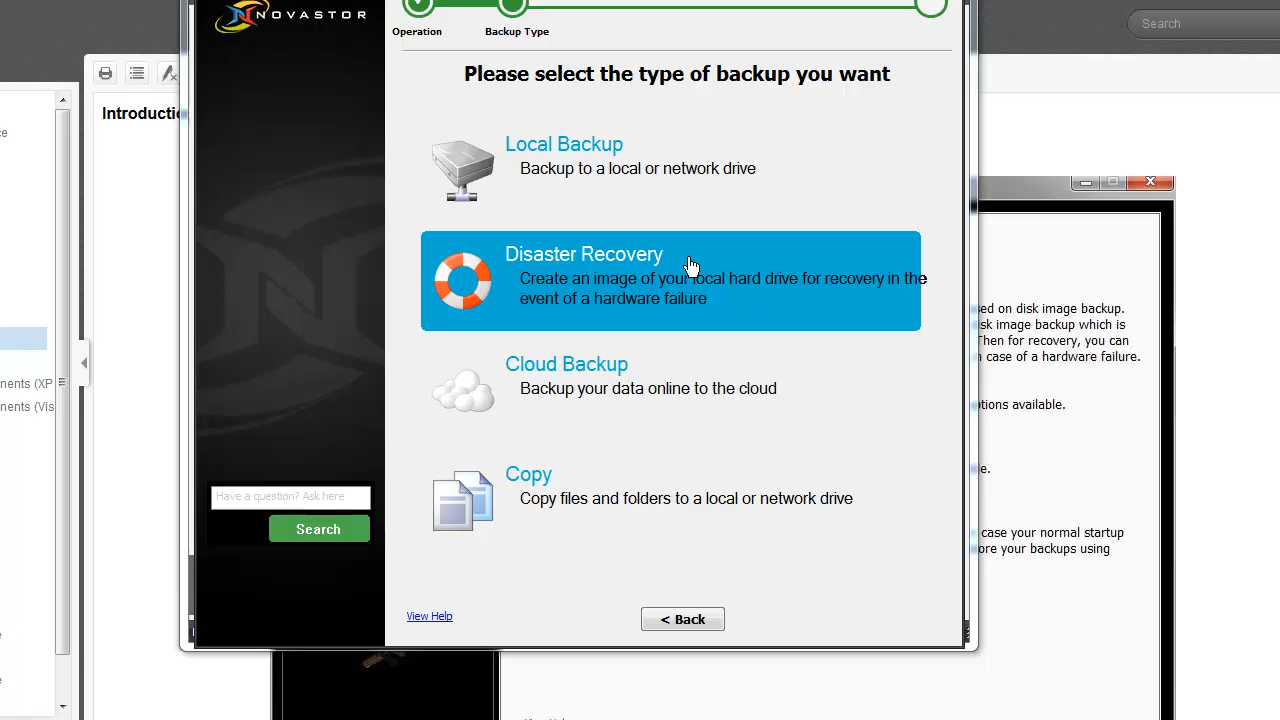 NOVASTOR
Operation
Backup Type
Search
Please select the type of backup you want
Introductio
Local Backup
Backup to a local or network drive
Disaster Recovery
Create an image of your local hard drive for recovery in the
event of a hardware failure
Cloud Backup
Backup your data online to the cloud
Copy
Copy files and folders to a local or network drive
Have a question? Ask here
Search
View Help
< Back
ce
nents (XP
nents (Vis
e
e
ed on disk image backup.
sk image backup which is
Then for recovery, you can
case of a hardware failure.
tions available.
e.
case your normal startup
ore your backups using